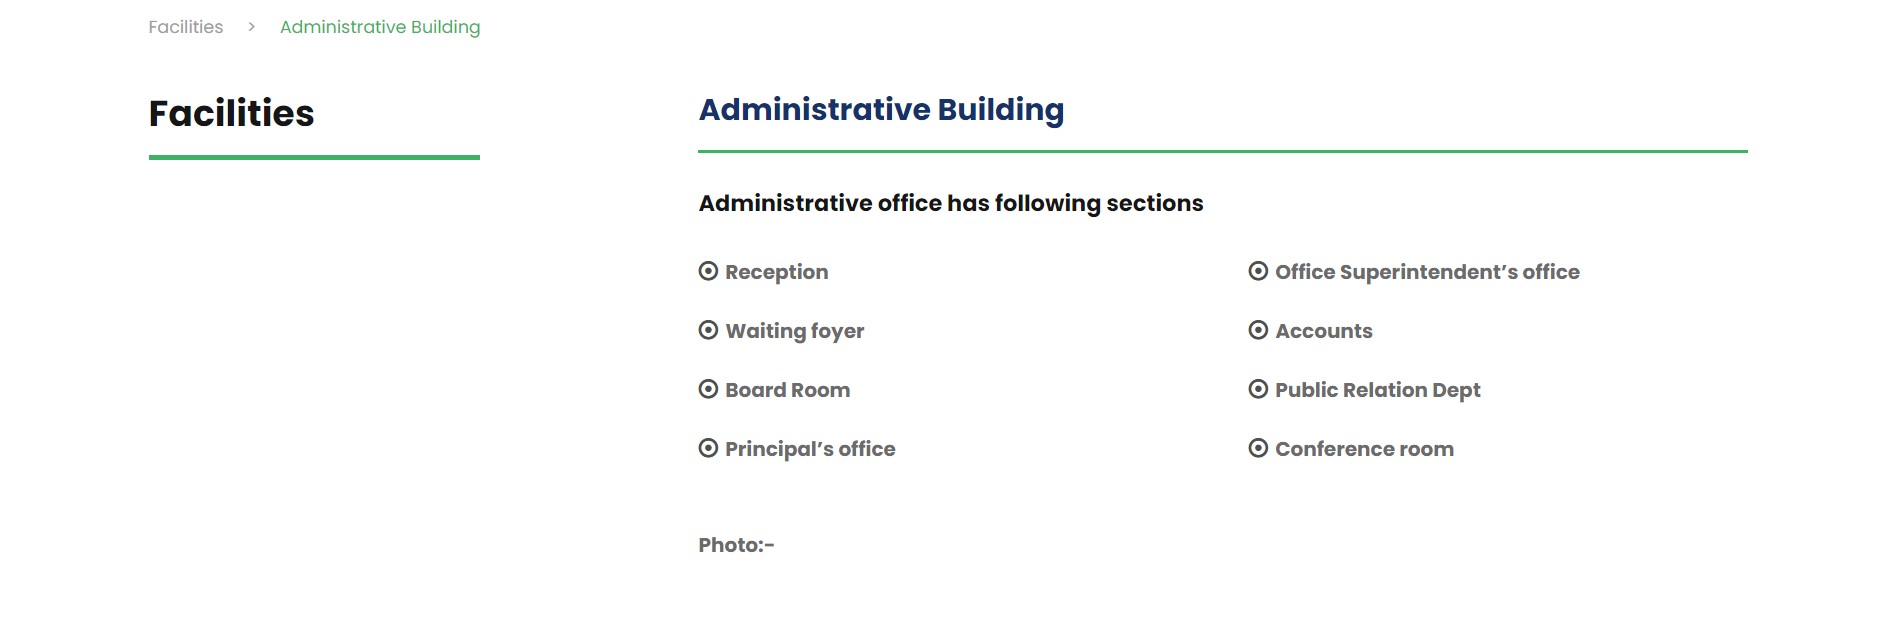 Facilities > Administrative Building
Facilities
Administrative Building
Administrative office has following sections
Reception
Waiting foyer
Board Room
Principal’s office
Office Superintendent’s office
Accounts
Public Relation Dept
Conference room
Photo:-